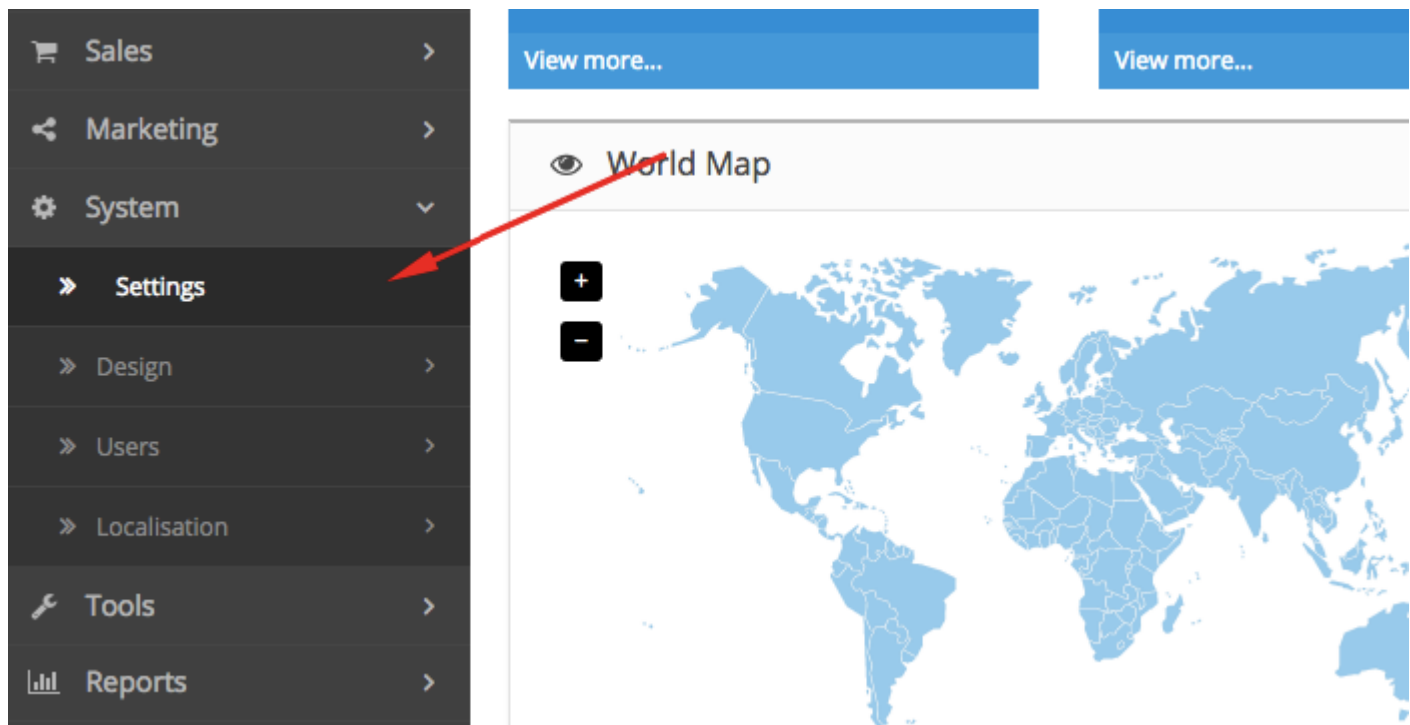 Sales
Marketing
System
Settings
Design
Users
Localisation
Tools
Reports
View more...
View more...
World Map
+
−